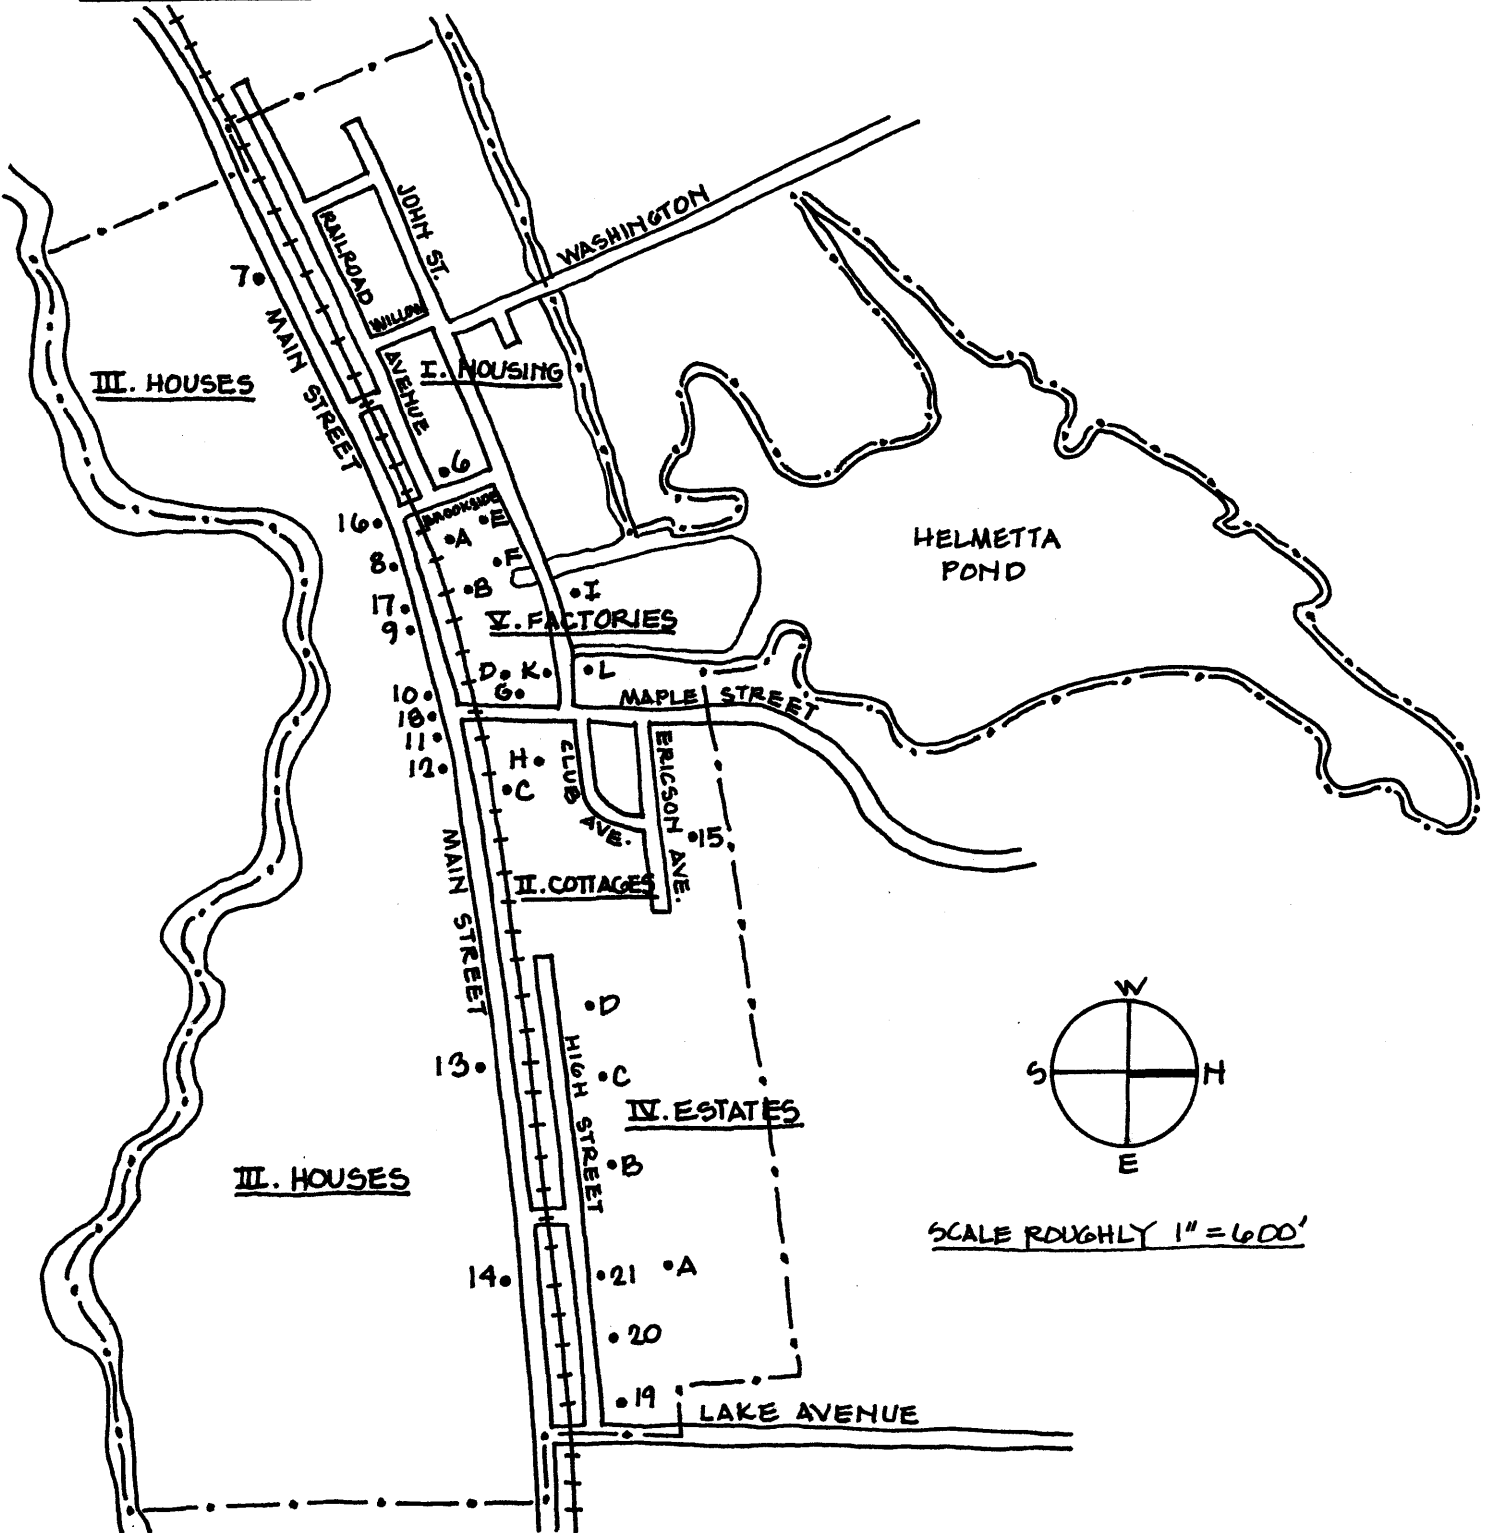 WASHINGTON
JOHN ST.
RAILROAD
AVENUE
WILLOW
7
MAIN STREET
III. HOUSES
I. HOUSING
6
BROOKSIDE
16
A
E
8
F
B
I
17
9
V. FACTORIES
HELMETTA
POND
D
K
L
G
10
18
11
12
MAPLE STREET
H
C
CLUB AVE.
ERICSON AVE.
15
MAIN STREET
II. COTTAGES
D
13
HIGH STREET
C
IV. ESTATES
B
III. HOUSES
14
21
A
20
19
LAKE AVENUE
W
S
N
E
SCALE ROUGHLY 1" = 600'